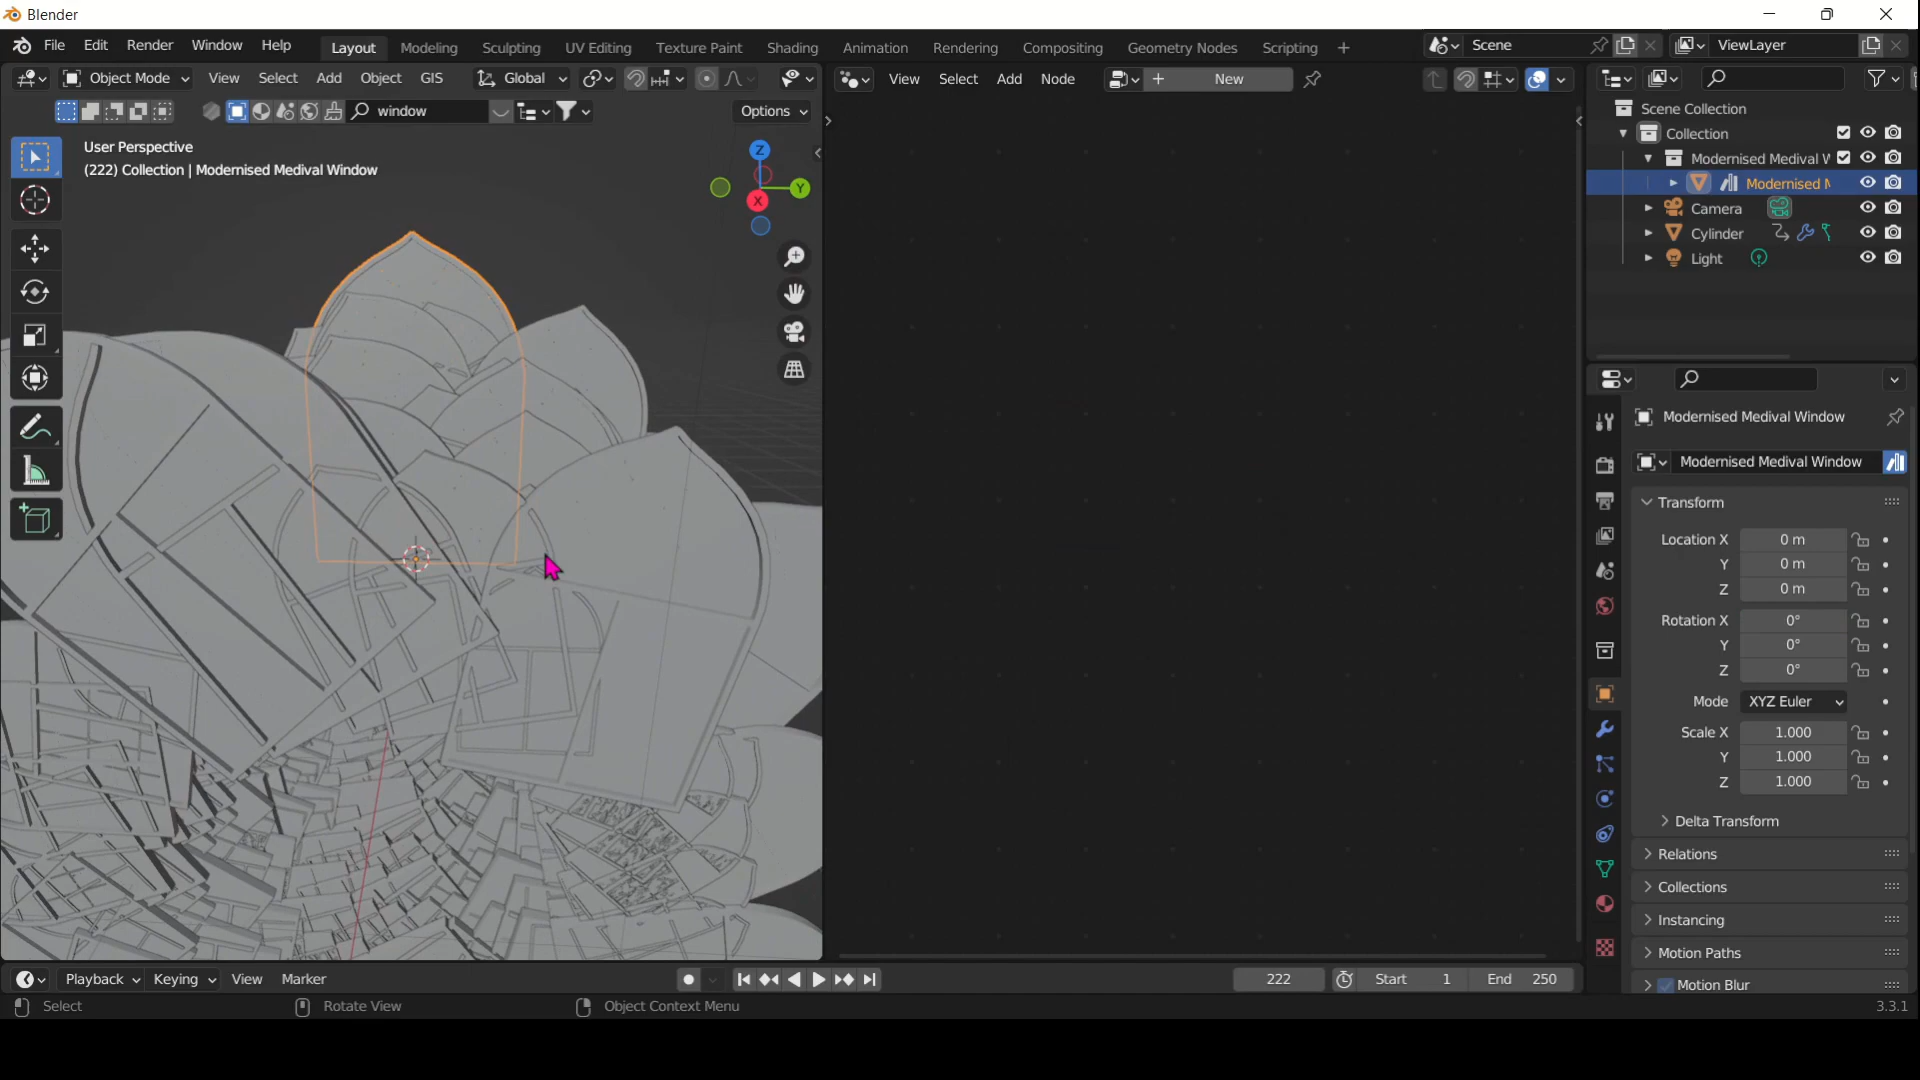 Blender
File Edit Render Window Help Layout Modeling Sculpting UV Editing Texture Paint Shading Animation Rendering Compositing Geometry Nodes Scripting + Scene ViewLayer
Object Mode View Select Add Object GIS Global View Select Add Node + New
window Options
User Perspective
(222) Collection | Modernised Medival Window
Z
Y
X
Scene Collection
Collection
Modernised Medival
Modernised
Camera
Cylinder
Light
Modernised Medival Window
Modernised Medival Window
Transform
Location X 0 m
Y 0 m
Z 0 m
Rotation X 0°
Y 0°
Z 0°
Mode XYZ Euler
Scale X 1.000
Y 1.000
Z 1.000
Delta Transform
Relations
Collections
Instancing
Motion Paths
Motion Blur
Playback Keying View Marker 222 Start 1 End 250
Select Rotate View Object Context Menu 3.3.1